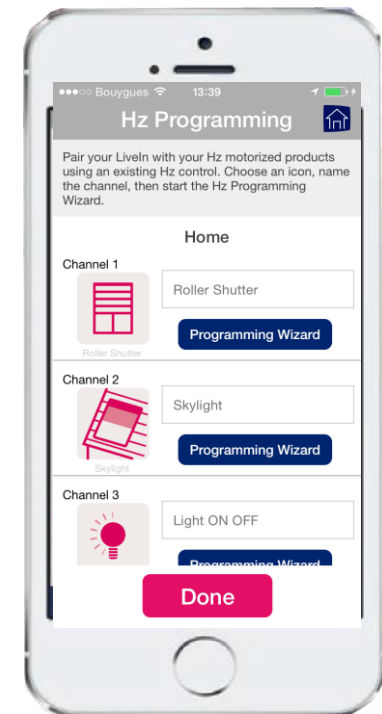 Bouygues 13:39
Hz Programming
Pair your LiveIn with your Hz motorized products
using an existing Hz control. Choose an icon, name
the channel, then start the Hz Programming
Wizard.
Home
Channel 1
Roller Shutter
Programming Wizard
Roller Shutter
Channel 2
Skylight
Programming Wizard
Skylight
Channel 3
Light ON OFF
Programming Wizard
Done